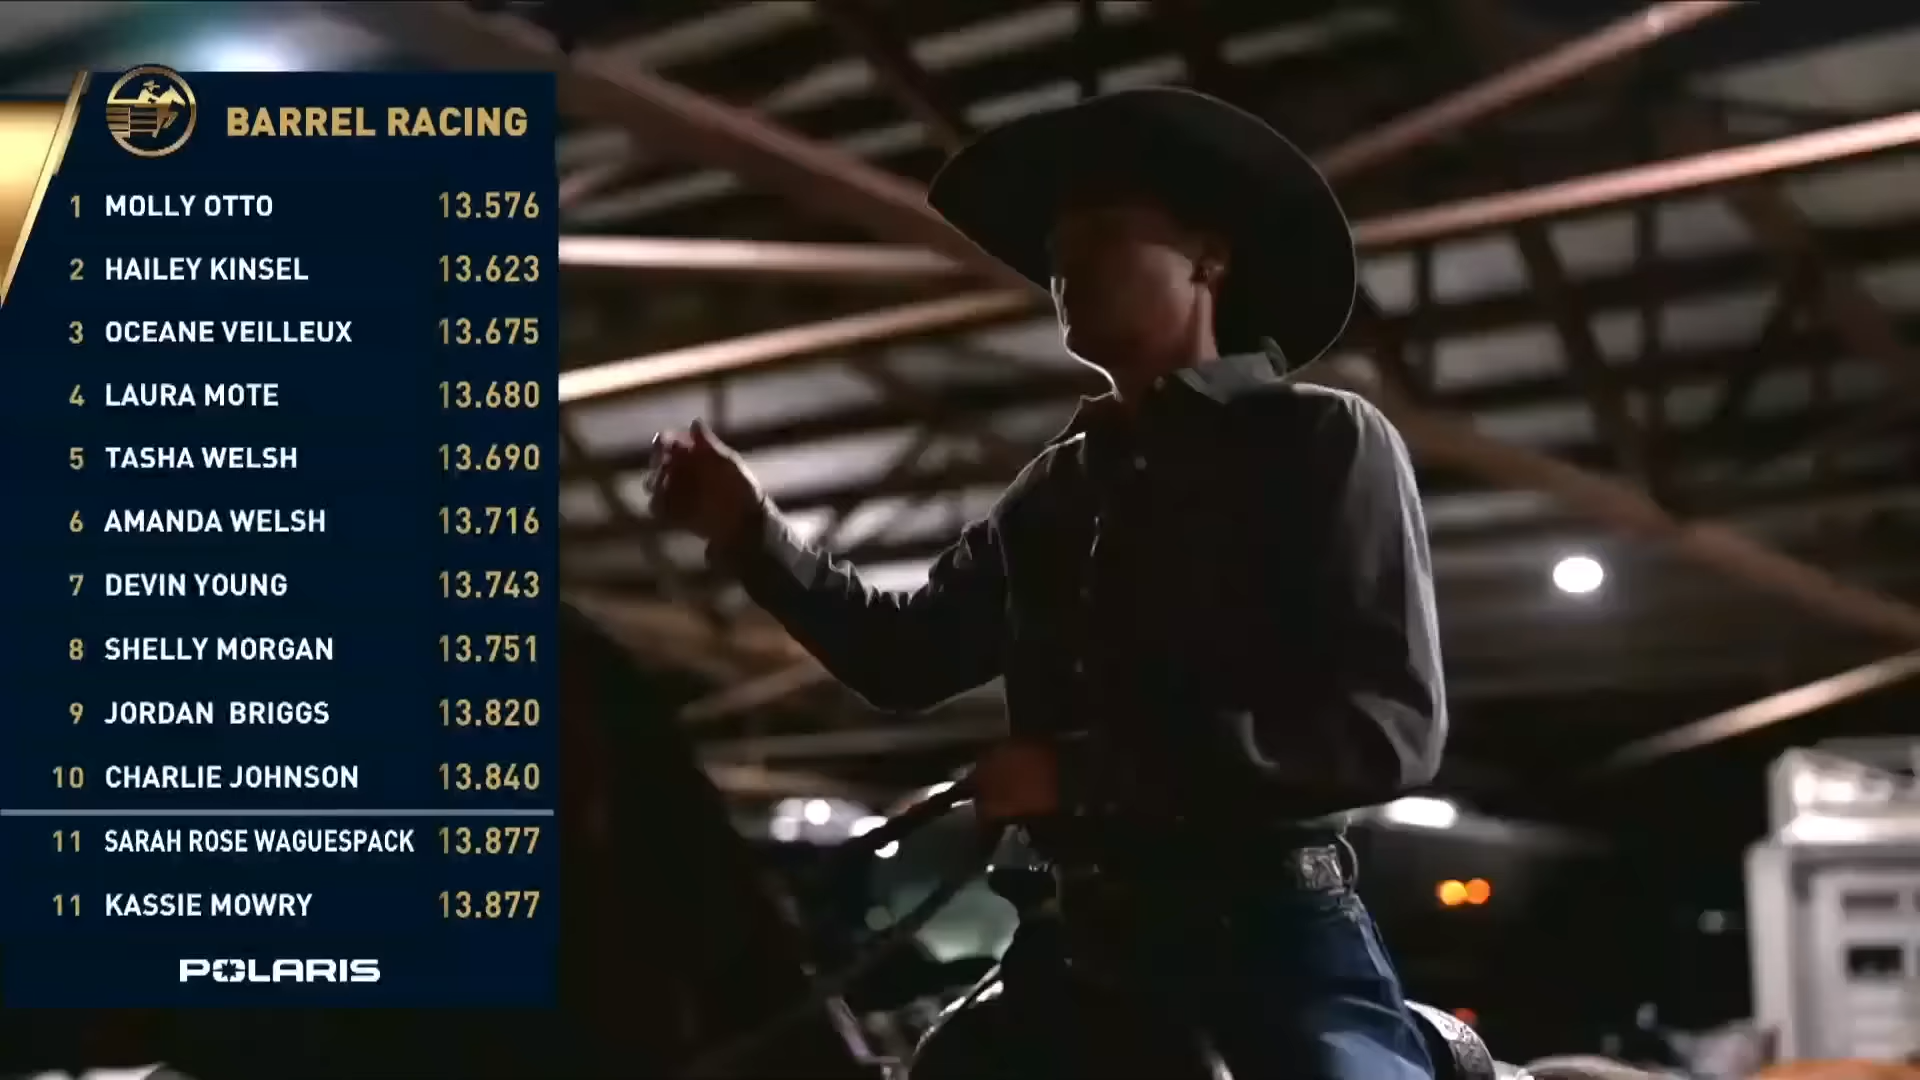 BARREL RACING
1 MOLLY OTTO 13.576
2 HAILEY KINSEL 13.623
3 OCEANE VEILLEUX 13.675
4 LAURA MOTE 13.680
5 TASHA WELSH 13.690
6 AMANDA WELSH 13.716
7 DEVIN YOUNG 13.743
8 SHELLY MORGAN 13.751
9 JORDAN BRIGGS 13.820
10 CHARLIE JOHNSON 13.840
11 SARAH ROSE WAGUESPACK 13.877
11 KASSIE MOWRY 13.877
POLARIS